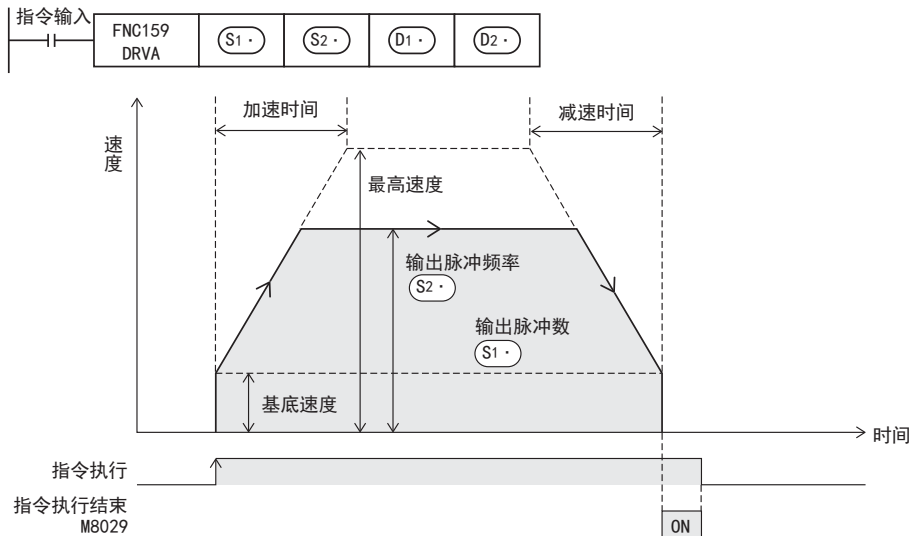 指令输入
FNC159
DRVA
S1·
S2·
D1·
D2·
加速时间
减速时间
速度
最高速度
输出脉冲频率
S2·
输出脉冲数
S1·
基底速度
时间
指令执行
指令执行结束
M8029
ON